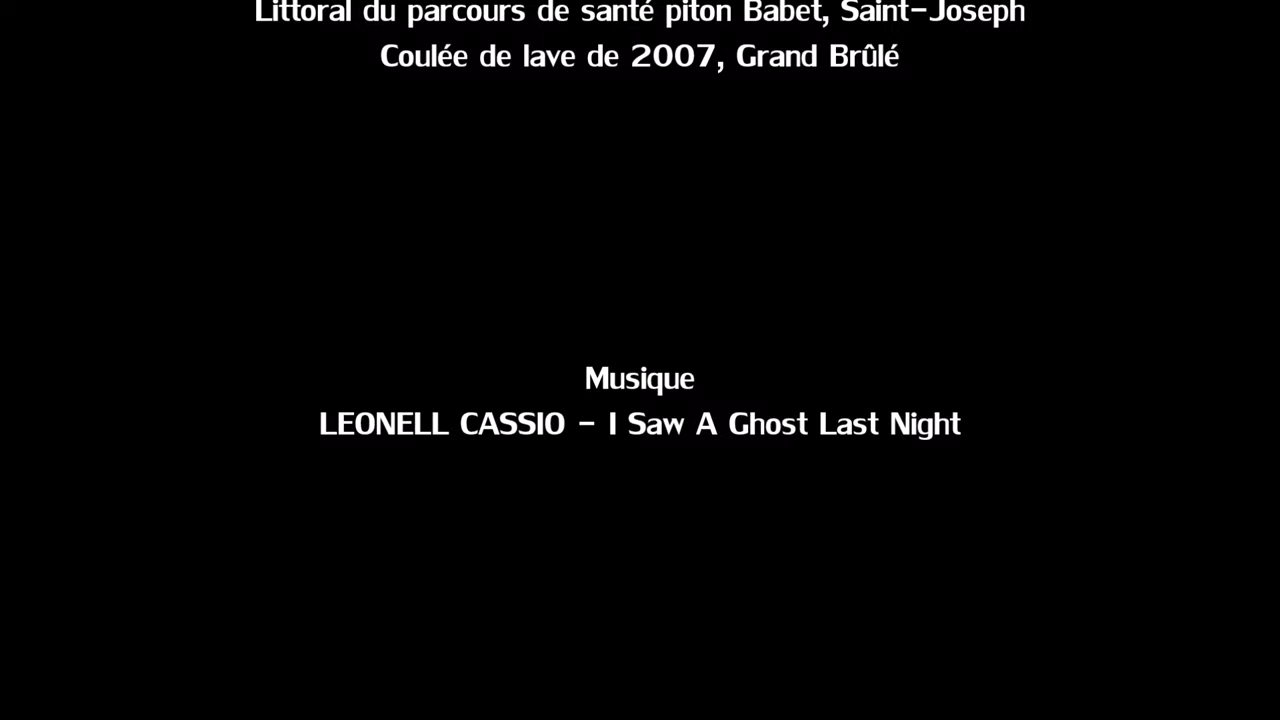 Littoral du parcours de santé piton Babet, Saint-Joseph
Coulée de lave de 2007, Grand Brûlé
Musique
LEONELL CASSIO - I Saw A Ghost Last Night